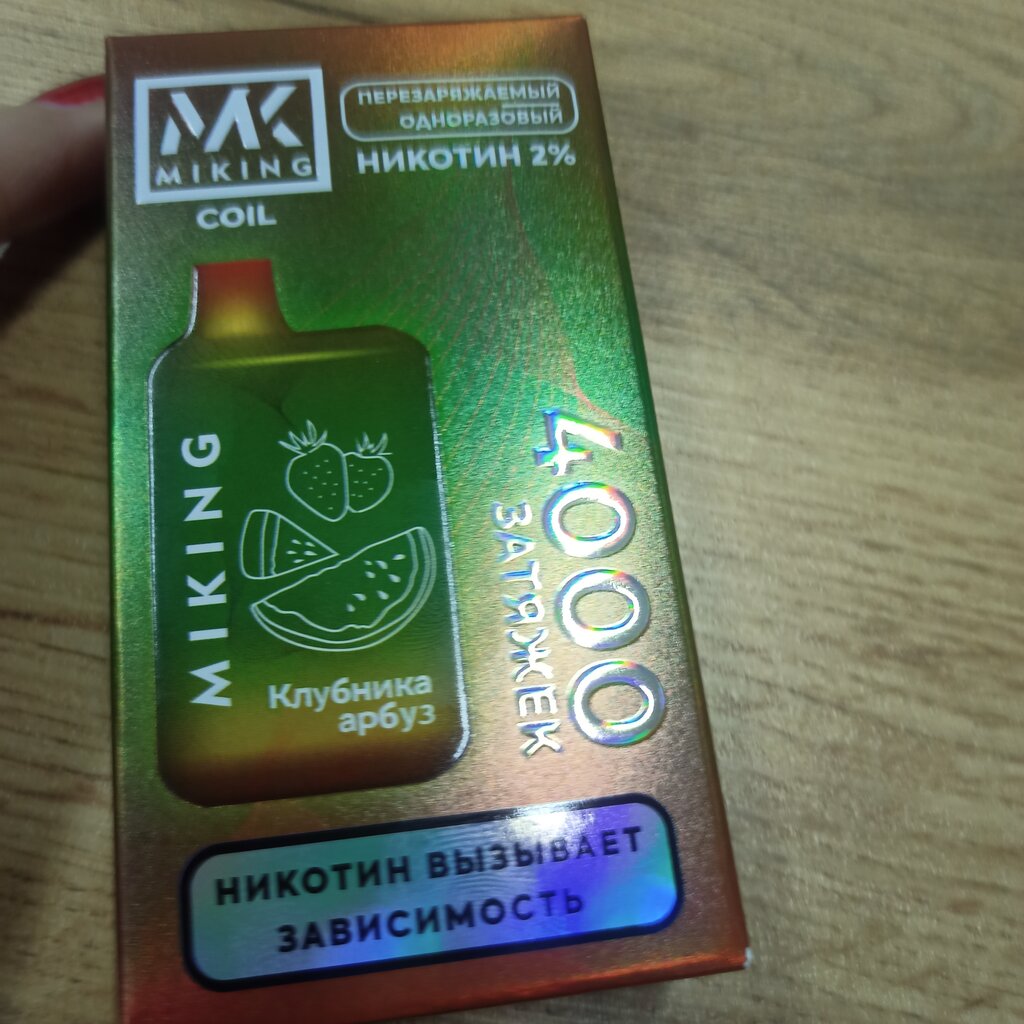 MK
MIKING
COIL
ПЕРЕЗАРЯЖАЕМЫЙ
ОДНОРАЗОВЫЙ
НИКОТИН 2%
MIKING
Клубника
арбуз
4000
ЗАТЯЖЕК
НИКОТИН ВЫЗЫВАЕТ
ЗАВИСИМОСТЬ